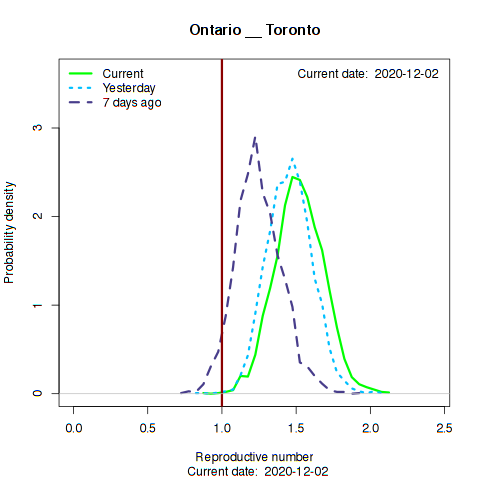 Ontario __ Toronto
Current
Yesterday
7 days ago
Current date:  2020-12-02
Probability density
0
1
2
3
0.0
0.5
1.0
1.5
2.0
2.5
Reproductive number
Current date:  2020-12-02